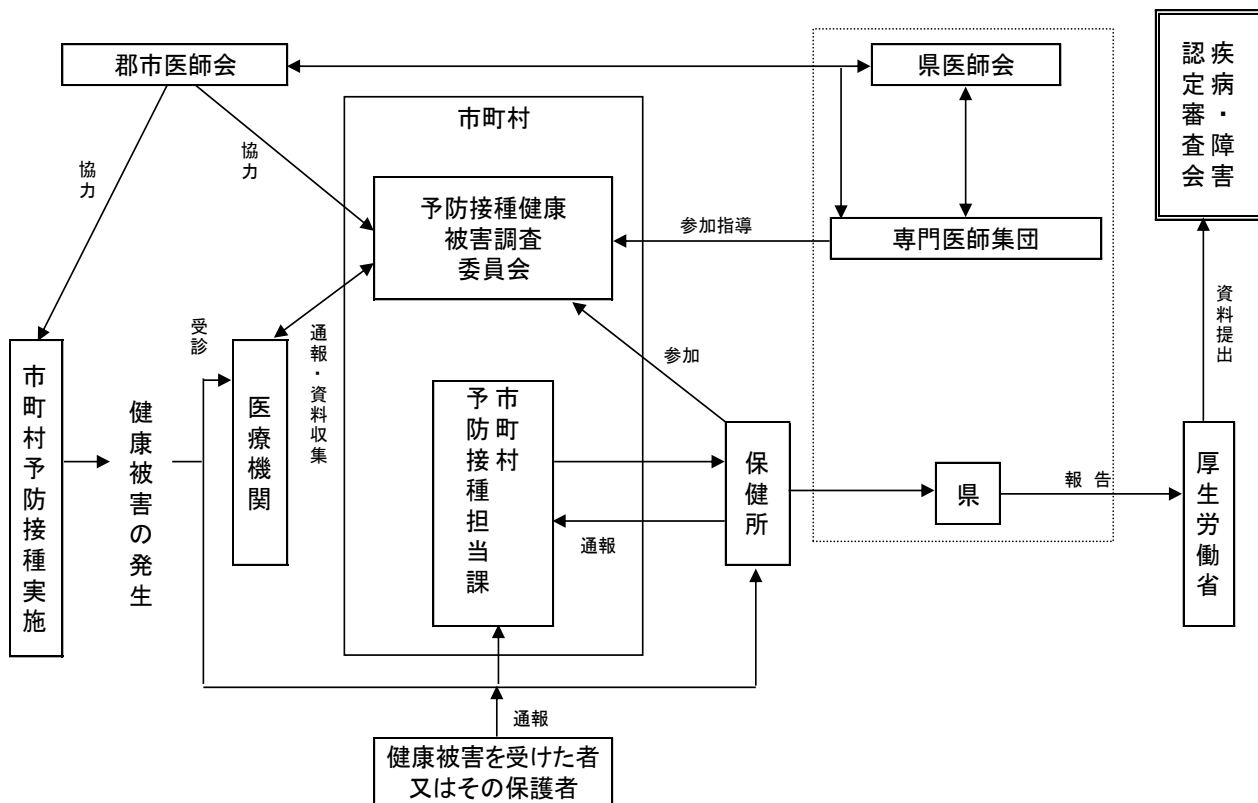 郡市医師会
県医師会
疾病・障害
認定審査会
市町村
協力
協力
予防接種健康
被害調査
委員会
参加指導
専門医師集団
資料提出
受診
通報・資料収集
参加
市町村予防接種実施
健康被害の発生
医療機関
市町村
予防接種担当課
保健所
県
報告
厚生労働省
通報
通報
健康被害を受けた者
又はその保護者